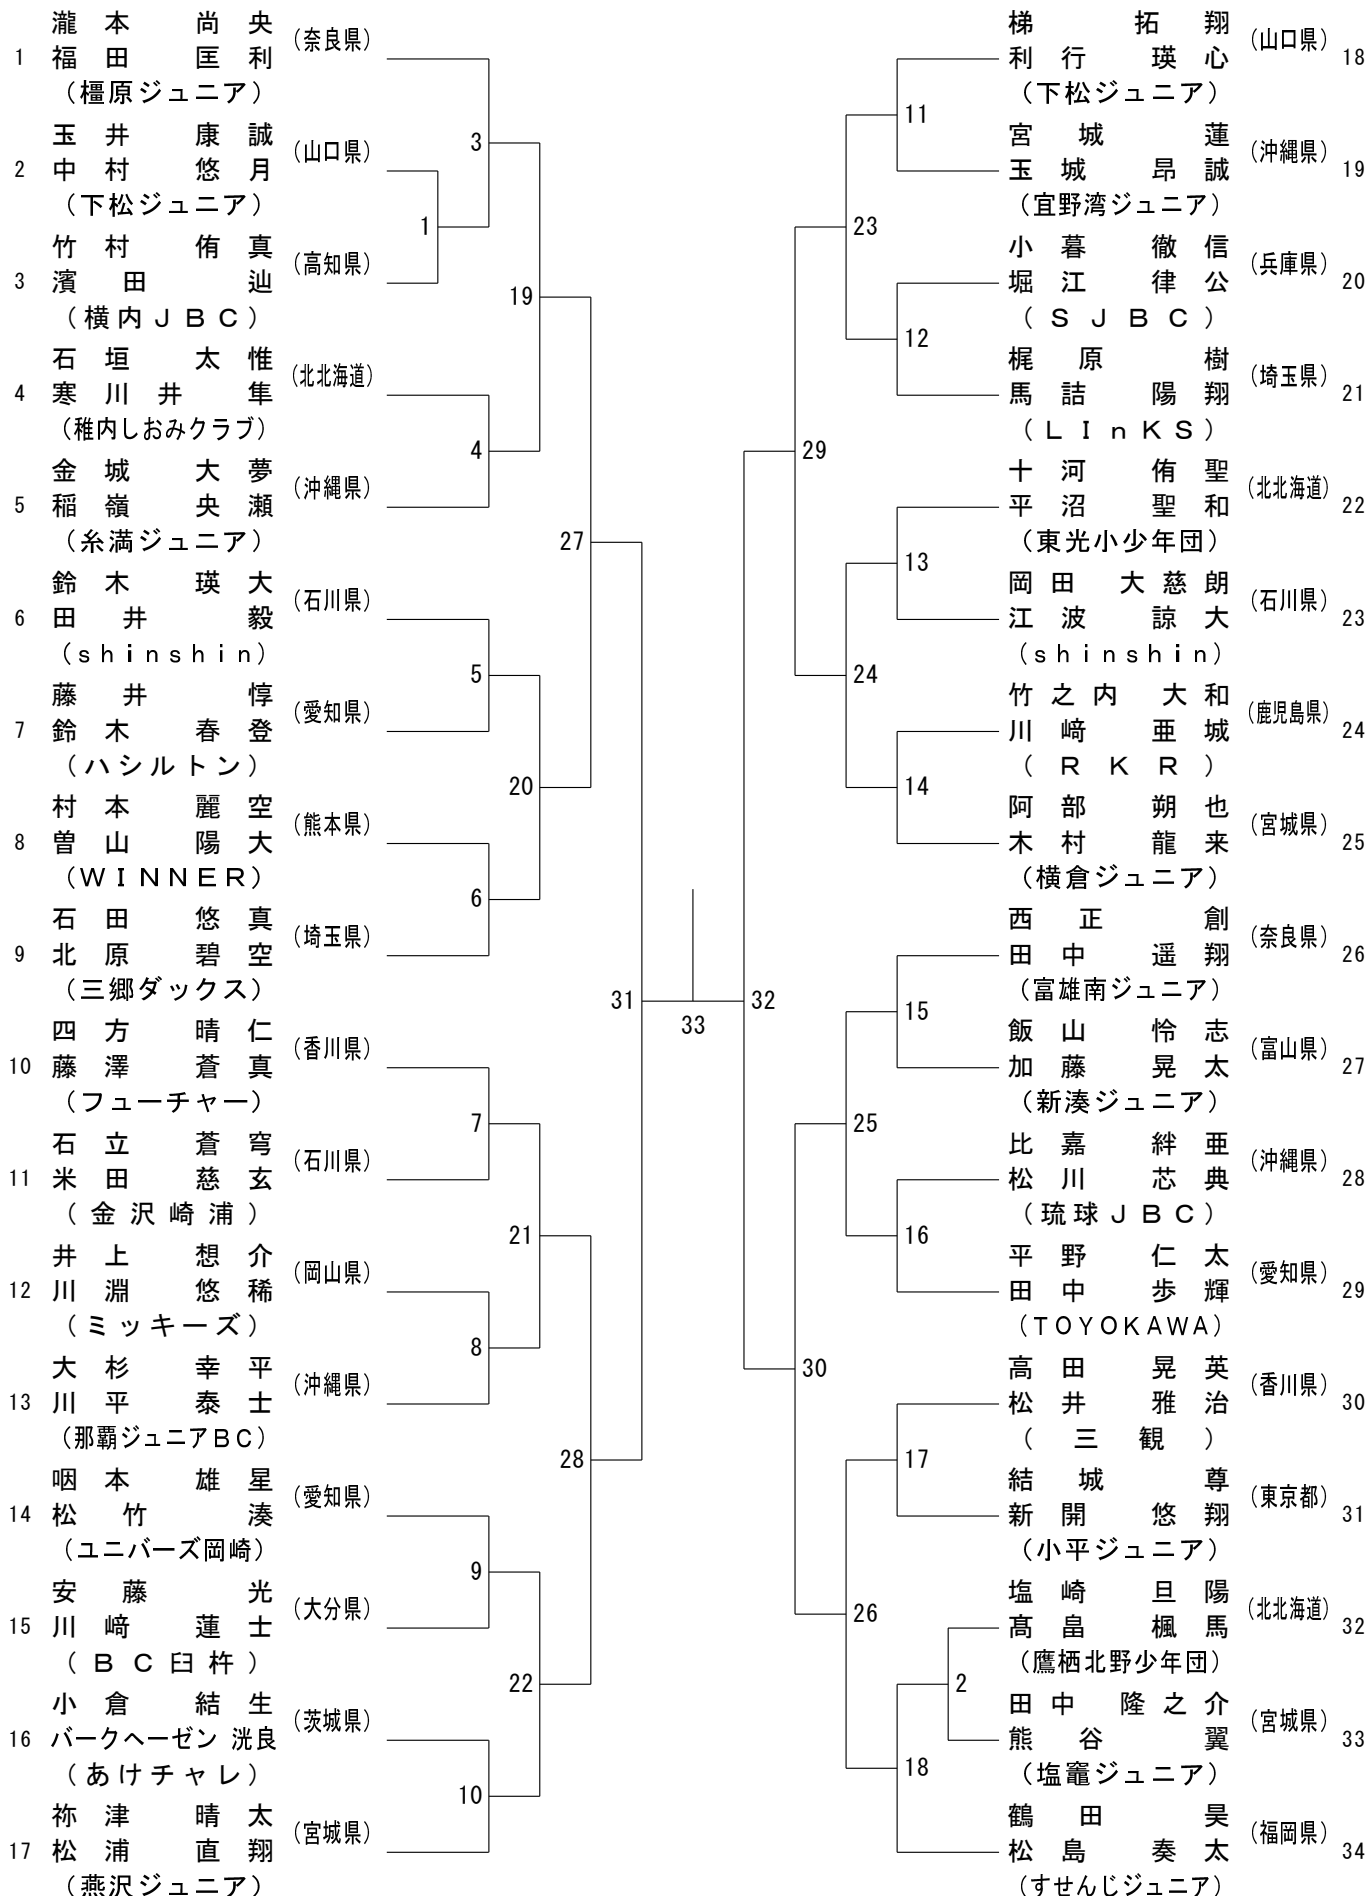 瀧本 尚央
(奈良県)
1 福田 匡利
(橿原ジュニア)
玉井 康誠
(山口県)
2 中村 悠月
(下松ジュニア)
竹村 侑真
(高知県)
3 濱田 辿
(横内JBC)
石垣 太惟
(北北海道)
4 寒川井 隼
(稚内しおみクラブ)
金城 大夢
(沖縄県)
5 稲嶺 央瀬
(糸満ジュニア)
鈴木 瑛大
(石川県)
6 田井 毅
(shinshin)
藤井 惇
(愛知県)
7 鈴木 春登
(ハシルトン)
村本 麗空
(熊本県)
8 曽山 陽大
(WINNER)
石田 悠真
(埼玉県)
9 北原 碧空
(三郷ダックス)
四方 晴仁
(香川県)
10 藤澤 蒼真
(フューチャー)
石立 蒼穹
(石川県)
11 米田 慈玄
(金沢崎浦)
井上 想介
(岡山県)
12 川淵 悠稀
(ミッキーズ)
大杉 幸平
(沖縄県)
13 川平 泰士
(那覇ジュニアBC)
咽本 雄星
(愛知県)
14 松竹 湊
(ユニバーズ岡崎)
安藤 光
(大分県)
15 川﨑 蓮士
(BC臼杵)
小倉 結生
(茨城県)
16 バークヘーゼン 洸良
(あけチャレ)
祢津 晴太
(宮城県)
17 松浦 直翔
(燕沢ジュニア)
1
3
19
4
27
5
20
6
31
7
21
8
28
9
22
10
33
32
11
23
12
29
13
24
14
15
25
16
30
17
26
2
18
梯 拓翔
(山口県)
利行 瑛心 18
(下松ジュニア)
宮城 蓮
(沖縄県)
玉城 昂誠 19
(宜野湾ジュニア)
小暮 徹信
(兵庫県)
堀江 律公 20
(SJBC)
梶原 樹
(埼玉県)
馬詰 陽翔 21
(LInKS)
十河 侑聖
(北北海道)
平沼 聖和 22
(東光小少年団)
岡田 大慈朗
(石川県)
江波 諒大 23
(shinshin)
竹之内 大和
(鹿児島県)
川﨑 亜城 24
(RKR)
阿部 朔也
(宮城県)
木村 龍来 25
(横倉ジュニア)
西正 創
(奈良県)
田中 遥翔 26
(富雄南ジュニア)
飯山 怜志
(富山県)
加藤 晃太 27
(新湊ジュニア)
比嘉 絆亜
(沖縄県)
松川 芯典 28
(琉球JBC)
平野 仁太
(愛知県)
田中 歩輝 29
(TOYOKAWA)
高田 晃英
(香川県)
松井 雅治 30
(三観)
結城 尊
(東京都)
新開 悠翔 31
(小平ジュニア)
塩崎 旦陽
(北北海道)
髙畠 楓馬 32
(鷹栖北野少年団)
田中 隆之介
(宮城県)
熊谷 翼 33
(塩竈ジュニア)
鶴田 昊
(福岡県)
松島 奏太 34
(すせんじジュニア)